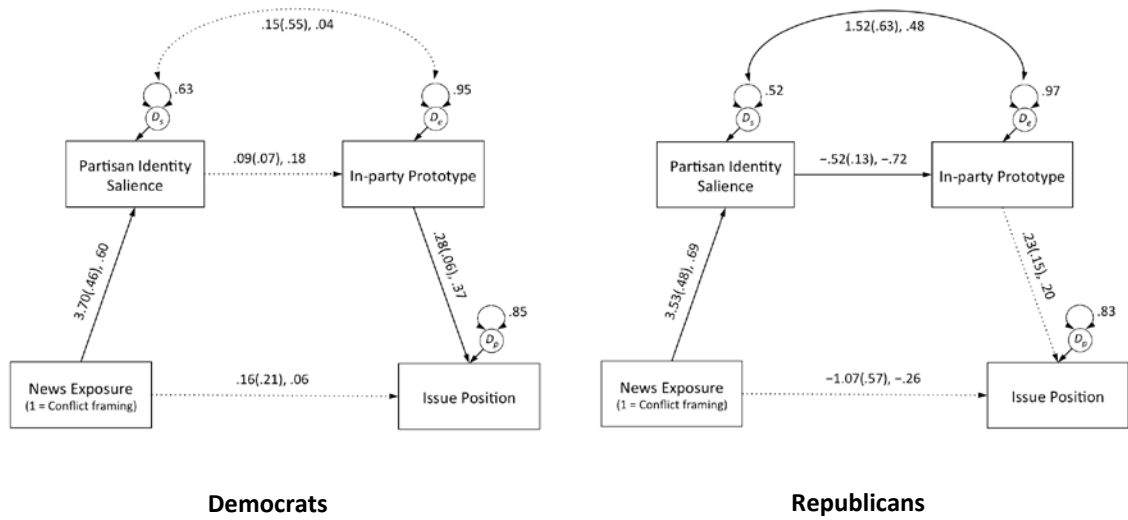 .15(.55), .04
.63
.95
Ds
De
Partisan Identity
Salience
.09(.07), .18
In-party Prototype
3.70(.46), .60
.28(.06), .37
.85
Dp
News Exposure
(1 = Conflict framing)
.16(.21), .06
Issue Position
Democrats
1.52(.63), .48
.52
.97
Ds
De
Partisan Identity
Salience
−.52(.13), −.72
In-party Prototype
3.53(.48), .69
.23(.15), .20
.83
Dp
News Exposure
(1 = Conflict framing)
−1.07(.57), −.26
Issue Position
Republicans